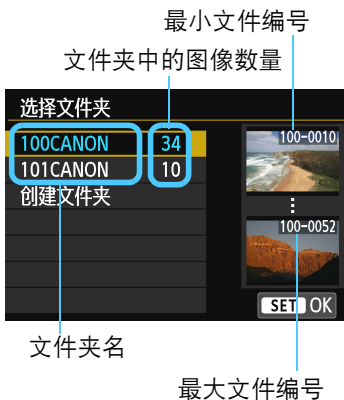 最小文件编号
文件夹中的图像数量
选择文件夹
100CANON 34
100-0010
101CANON 10
创建文件夹
100-0052
SET OK
文件夹名
最大文件编号